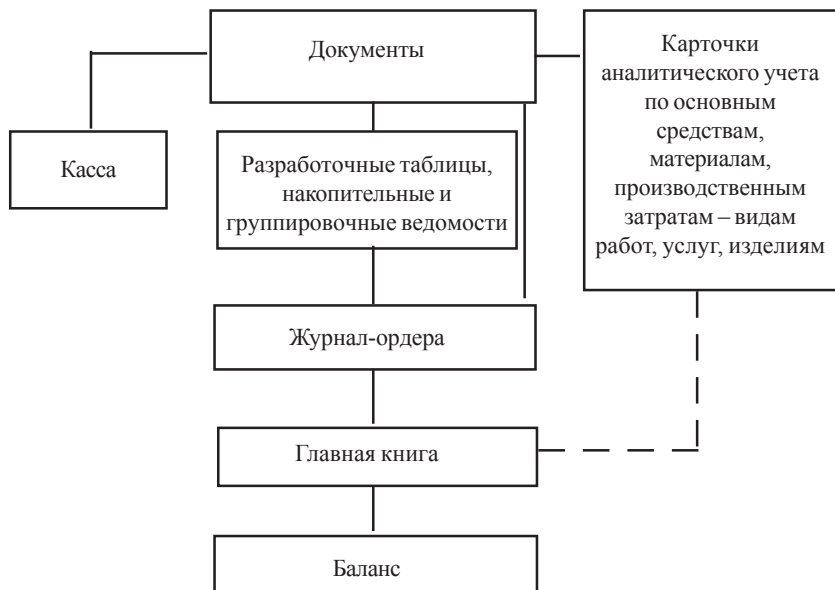 Документы
Карточки
аналитического учета
по основным
средствам,
материалам,
производственным
затратам – видам
работ, услуг, изделиям
Касса
Разработочные таблицы,
накопительные и
группировочные ведомости
Журнал-ордера
Главная книга
Баланс